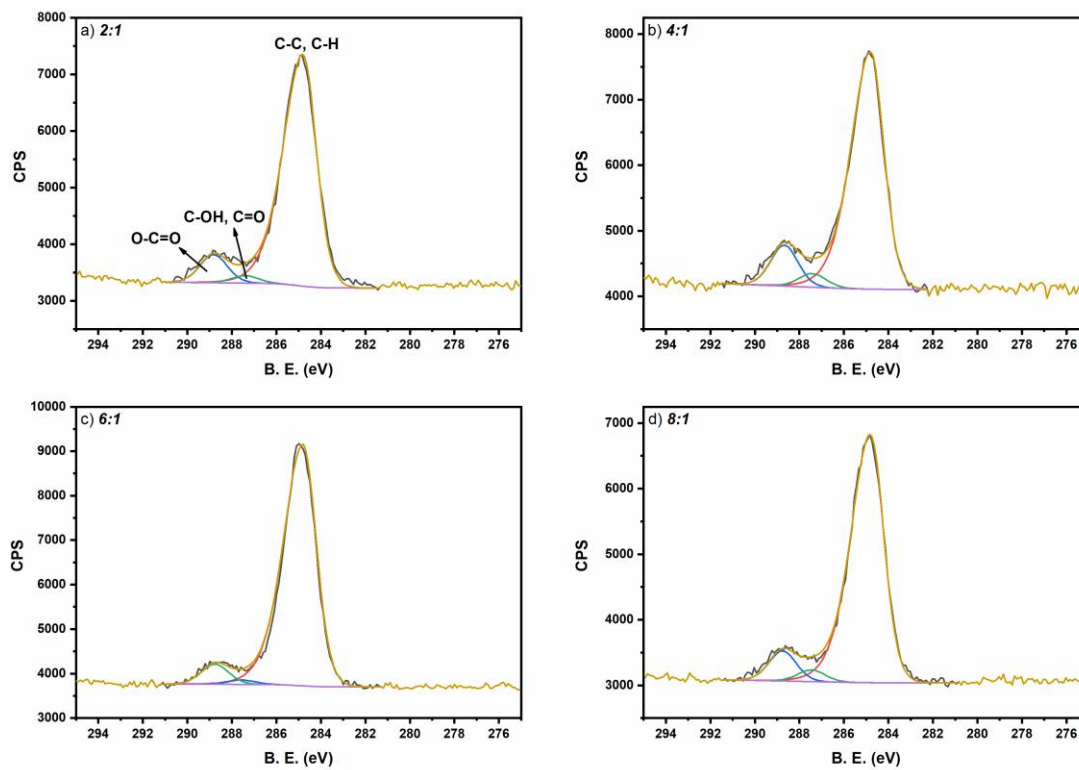 a) 2:1
C-C, C-H
C-OH, C=O
O-C=O
8000
7000
6000
5000
4000
3000
CPS
294 292 290 288 286 284 282 280 278 276
B. E. (eV)
b) 4:1
8000
7000
6000
5000
4000
CPS
294 292 290 288 286 284 282 280 278 276
B. E. (eV)
c) 6:1
10000
9000
8000
7000
6000
5000
4000
3000
CPS
294 292 290 288 286 284 282 280 278 276
B. E. (eV)
d) 8:1
7000
6000
5000
4000
3000
CPS
294 292 290 288 286 284 282 280 278 276
B. E. (eV)